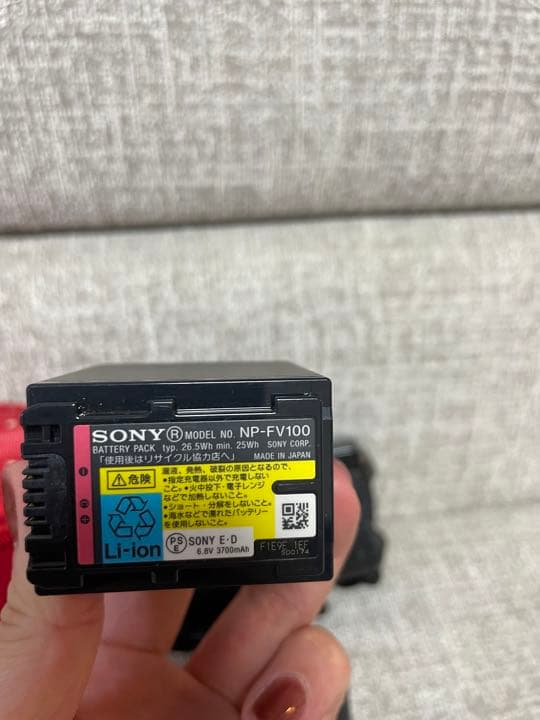 SONY® MODEL NO. NP-FV100
BATTERY PACK typ. 26.5Wh min. 25Wh SONY CORP.
「使用後はリサイクル協力店へ」 MADE IN JAPAN
危険
漏液、発熱、破裂の原因となるので、
•指定充電器以外で充電しない
こと。•火中投下・電子レンジ
などで加熱しないこと。
•ショート・分解をしないこと。
•海水などで濡れたバッテリー
を使用しないこと。
Li-ion
PS
E
SONY E・D
6.8V 3700mAh
F1E9F 1FF
S00174